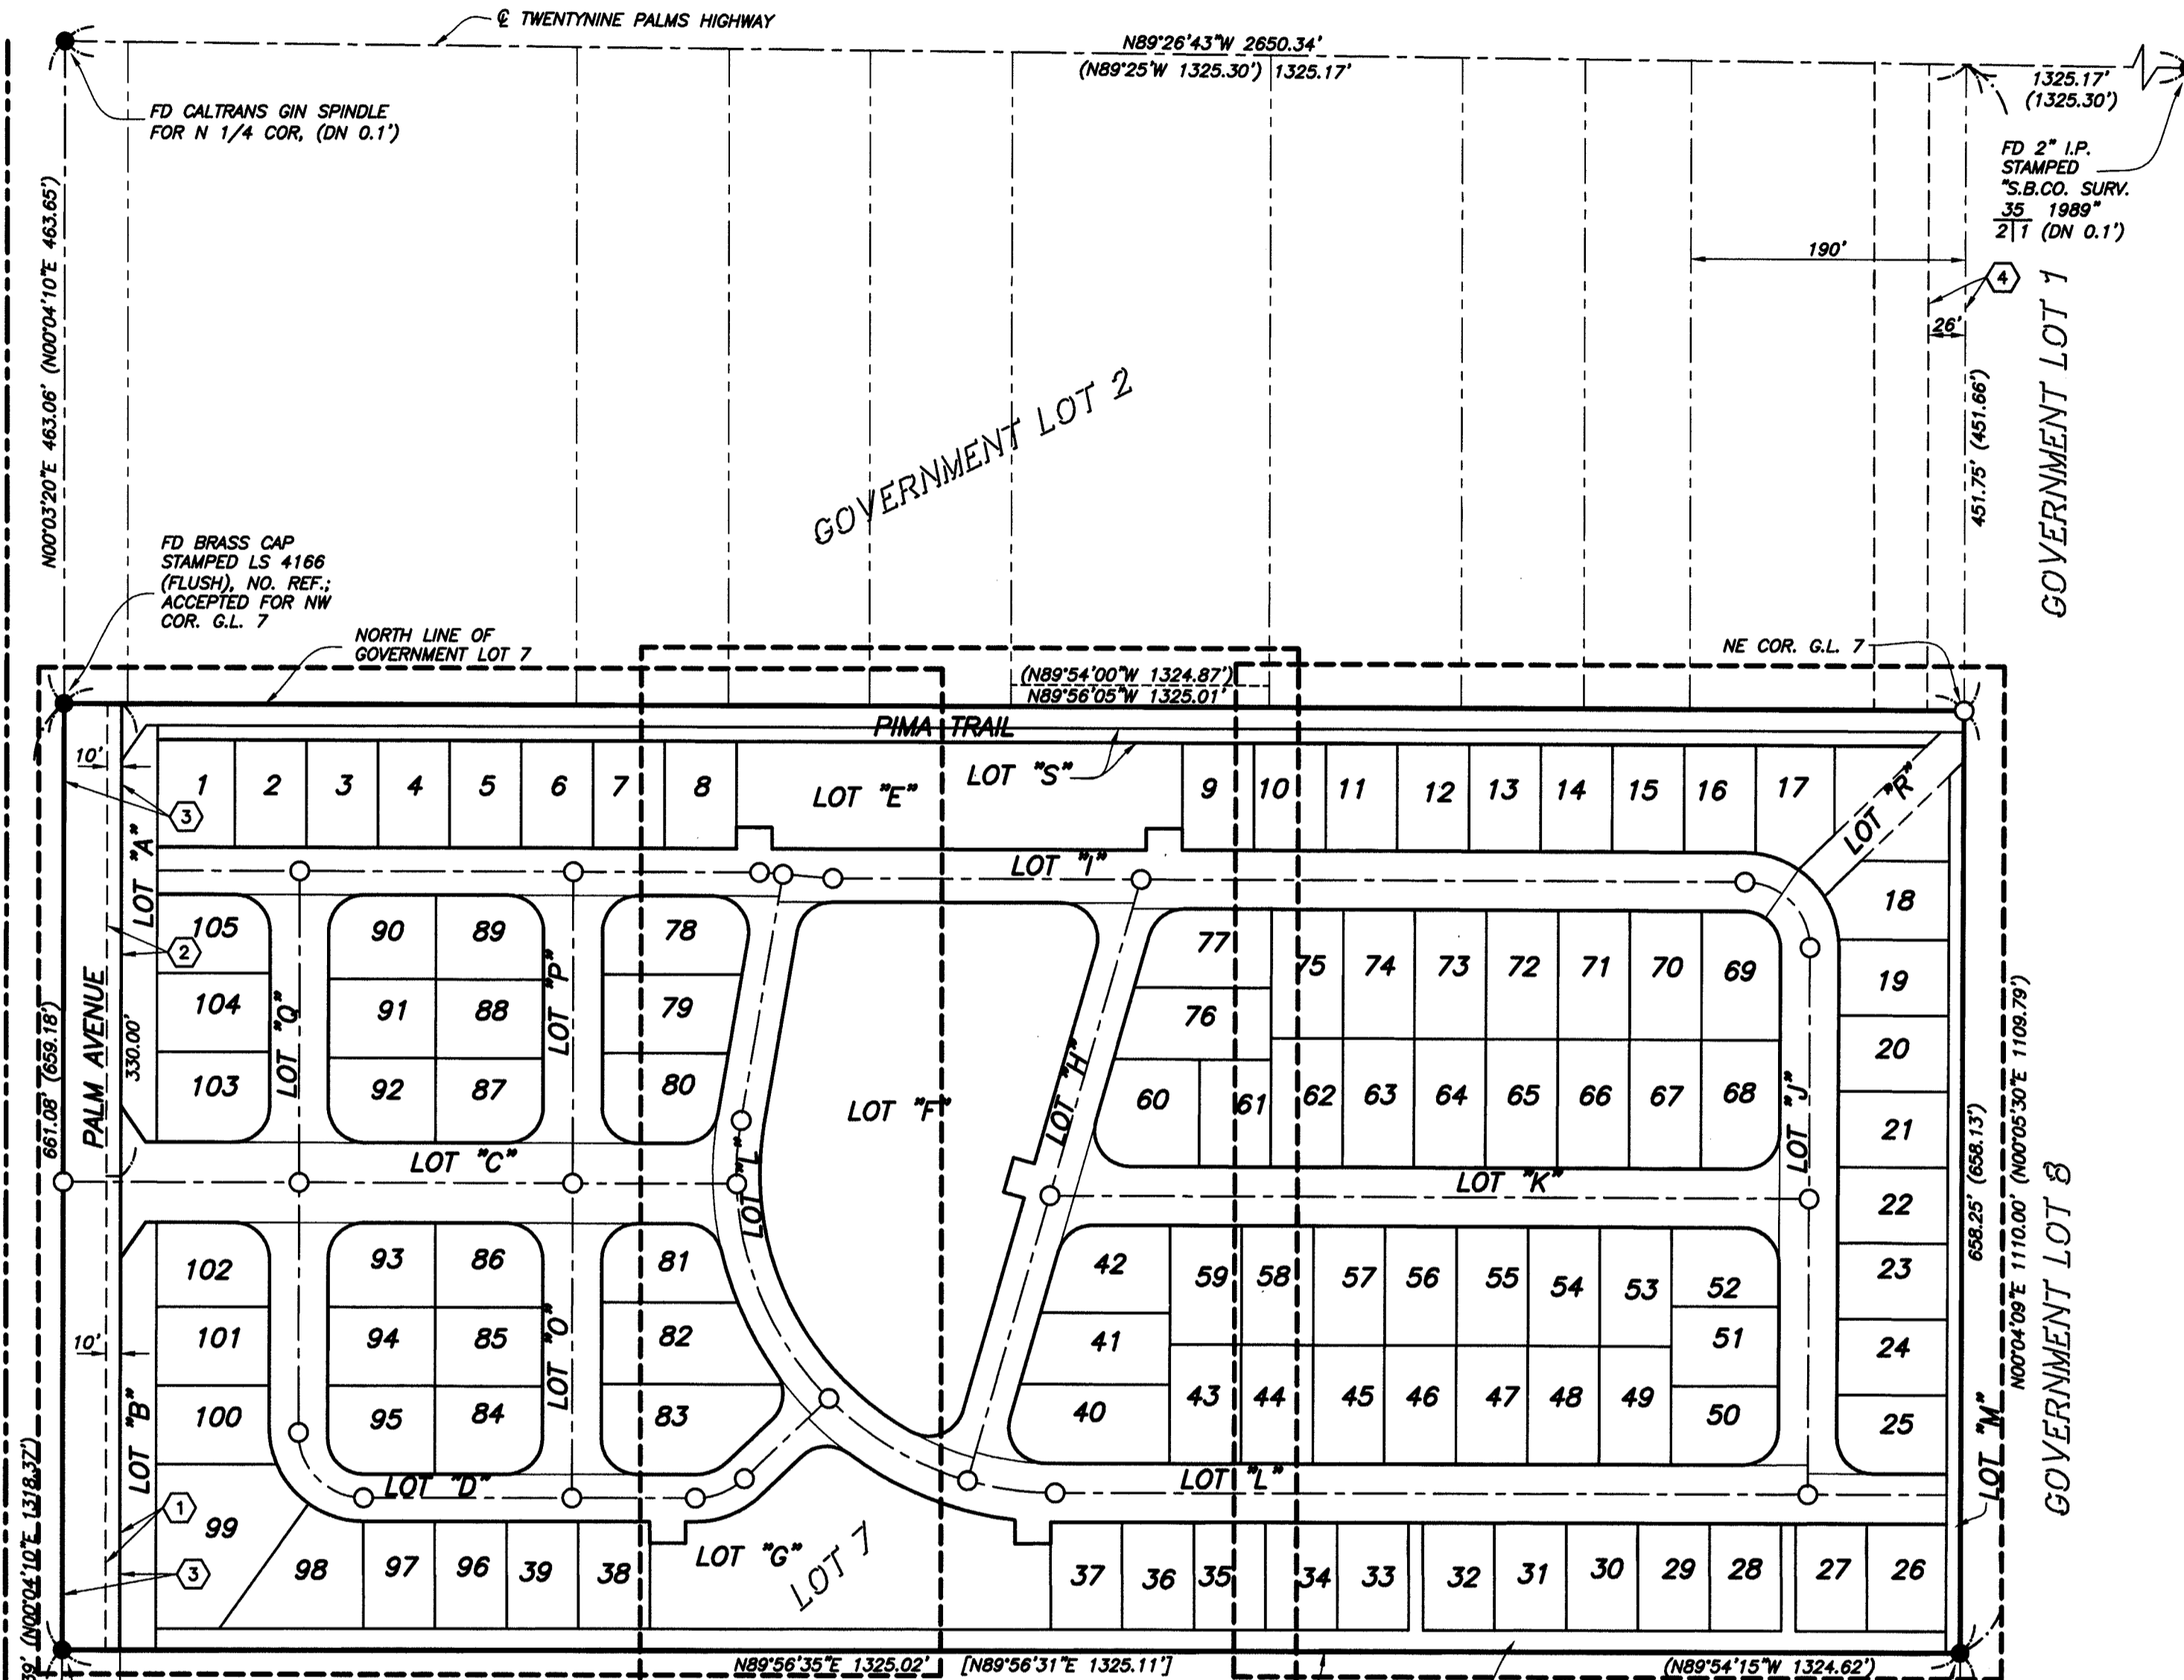 ℄ TWENTYNINE PALMS HIGHWAY
N89°26'43"W 2650.34'
(N89°25'W 1325.30') 1325.17'
1325.17'
(1325.30')
FD CALTRANS GIN SPINDLE
FOR N 1/4 COR, (DN 0.1')
FD 2" I.P.
STAMPED
"S.B.CO. SURV.
35 1989"
2|1 (DN 0.1')
190'
4
26'
N00°03'20"E 463.06' (N00°04'10"E 463.65')
451.75' (451.66')
GOVERNMENT LOT 1
GOVERNMENT LOT 2
FD BRASS CAP
STAMPED LS 4166
(FLUSH), NO. REF.;
ACCEPTED FOR NW
COR. G.L. 7
NORTH LINE OF
GOVERNMENT LOT 7
NE COR. G.L. 7
(N89°54'00"W 1324.87')
N89°56'05"W 1325.01'
PIMA TRAIL
10'
3
1 2 3 4 5 6 7 8
LOT "E"
LOT "S"
9 10 11 12 13 14 15 16 17
LOT "R"
LOT "A"
LOT "I"
105
90 89
78
77
75 74 73 72 71 70 69
18
2
104
91 88
79
76
19
103
92 87
80
60 61 62 63 64 65 66 67 68
20
21
LOT "Q"
LOT "P"
LOT "F"
LOT "H"
LOT "J"
PALM AVENUE
330.00'
661.08' (659.18')
LOT "C"
LOT "L"
LOT "K"
22
658.25' (658.13')
N00°04'09"E 1110.00' (N00°05'30"E 1109.79')
GOVERNMENT LOT 8
102
93 86
81
42
59 58 57 56 55 54 53 52
23
10'
101
94 85
82
41
51
24
LOT "B"
LOT "O"
100
95 84
83
40
43 44 45 46 47 48 49
50
25
LOT "M"
LOT "D"
LOT "L"
1
99
3
98 97 96 39 38
LOT "G"
LOT 7
37 36 35 34 33 32 31 30 29 28 27 26
39' (N00°04'10"E 1318.37')
N89°56'35"E 1325.02' [N89°56'31"E 1325.11']
(N89°54'15"W 1324.62')